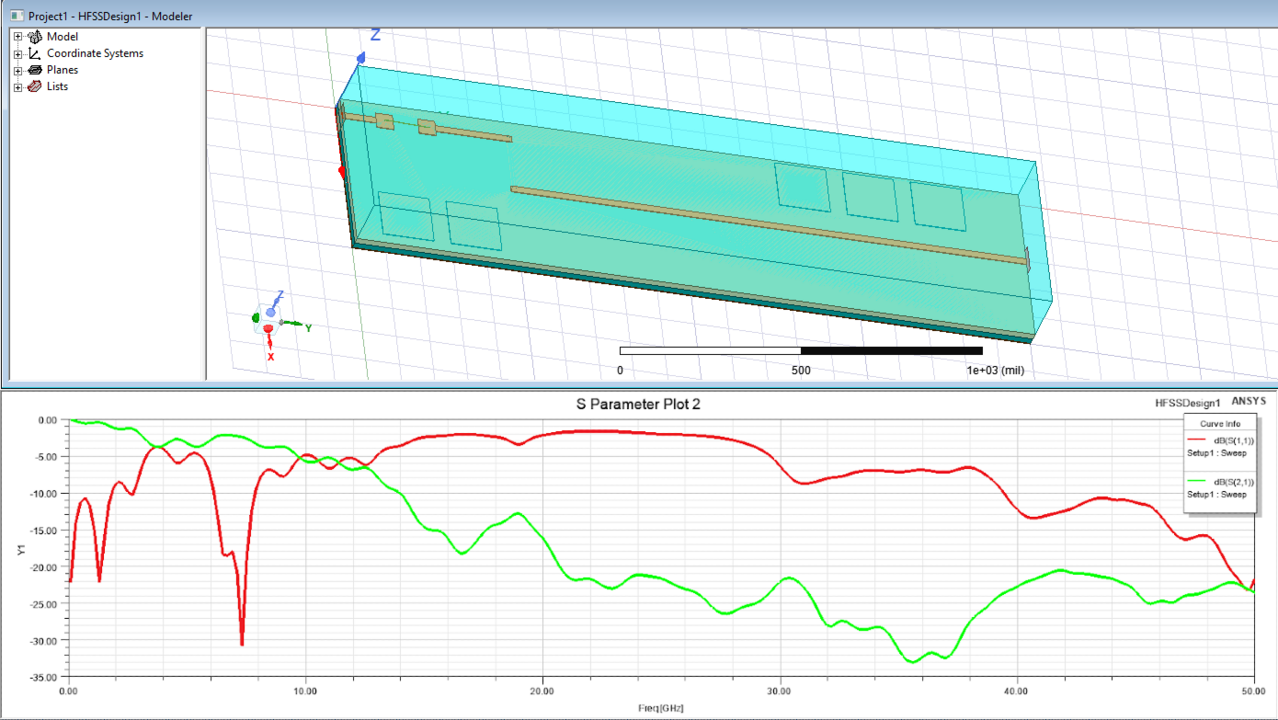 Project1 - HFSSDesign1 - Modeler
Model
Coordinate Systems
Planes
Lists
Z
Z
Y
X
0
500
1e+03 (mil)
S Parameter Plot 2
HFSSDesign1
ANSYS
Curve Info
dB(S(1,1))
Setup1 : Sweep
dB(S(2,1))
Setup1 : Sweep
0.00
-5.00
-10.00
-15.00
-20.00
-25.00
-30.00
-35.00
Y1
0.00
10.00
20.00
30.00
40.00
50.00
Freq[GHz]